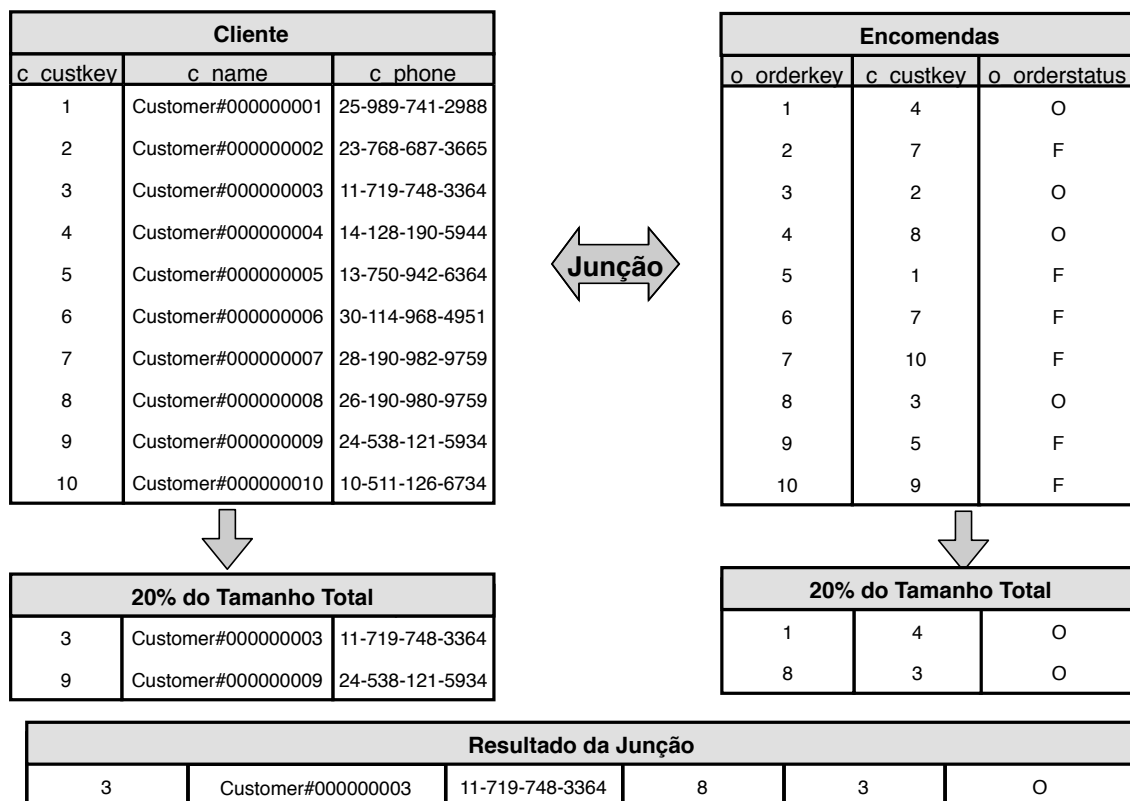 Cliente
c_custkey c_name c_phone
1 Customer#000000001 25-989-741-2988
2 Customer#000000002 23-768-687-3665
3 Customer#000000003 11-719-748-3364
4 Customer#000000004 14-128-190-5944
5 Customer#000000005 13-750-942-6364
6 Customer#000000006 30-114-968-4951
7 Customer#000000007 28-190-982-9759
8 Customer#000000008 26-190-980-9759
9 Customer#000000009 24-538-121-5934
10 Customer#000000010 10-511-126-6734
Junção
Encomendas
o_orderkey c_custkey o_orderstatus
1 4 O
2 7 F
3 2 O
4 8 O
5 1 F
6 7 F
7 10 F
8 3 O
9 5 F
10 9 F
20% do Tamanho Total
3 Customer#000000003 11-719-748-3364
9 Customer#000000009 24-538-121-5934
20% do Tamanho Total
1 4 O
8 3 O
Resultado da Junção
3 Customer#000000003 11-719-748-3364 8 3 O